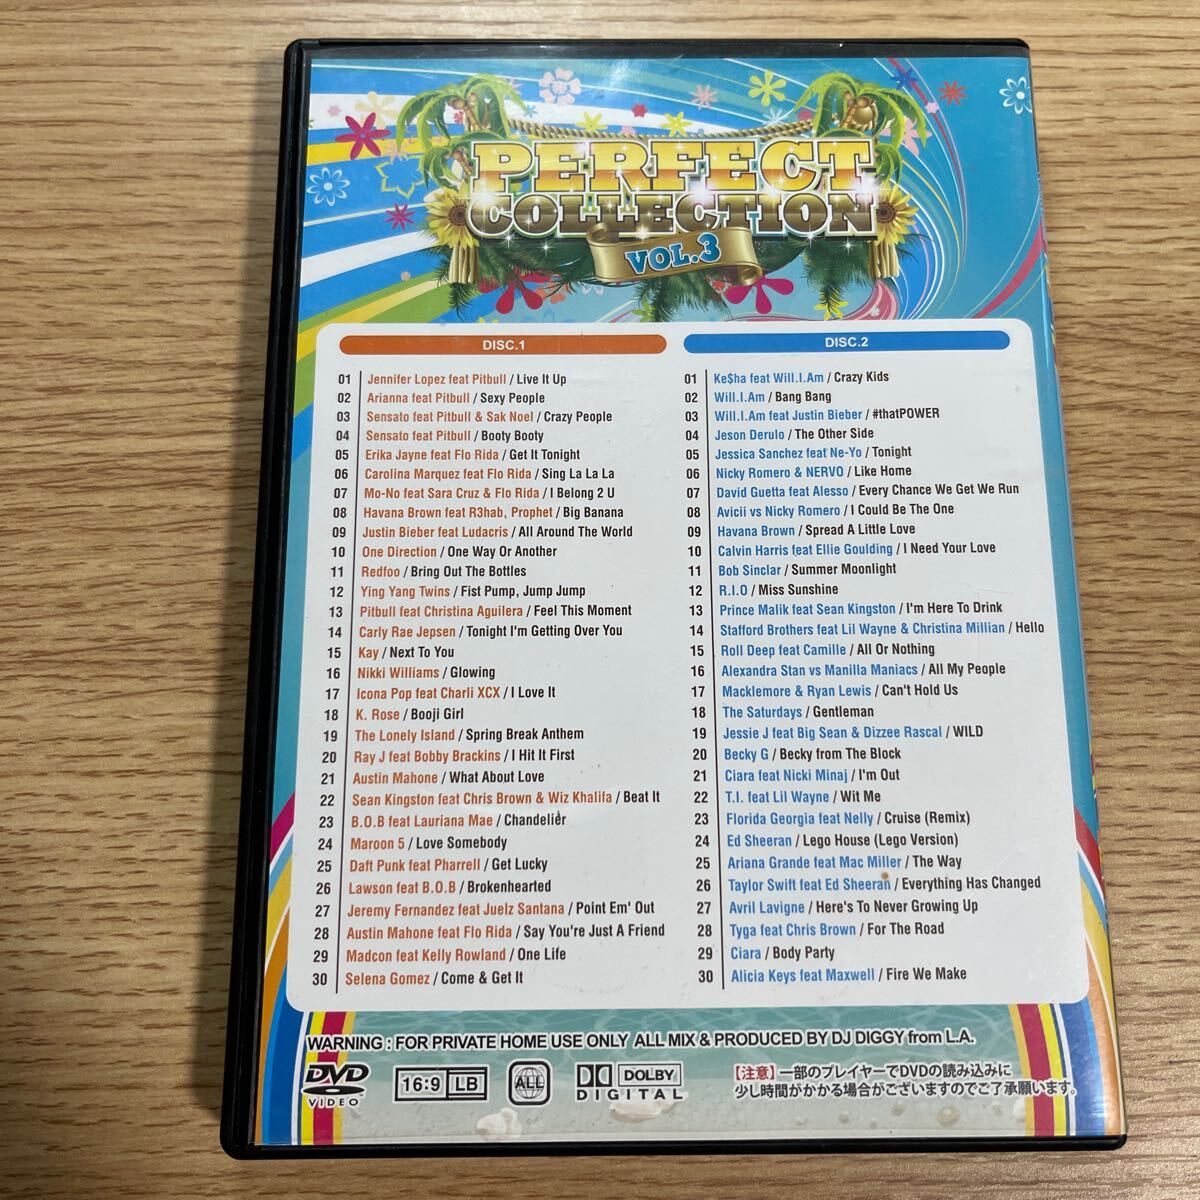 PERFECT
COLLECTION
VOL.3
DISC.1
01 Jennifer Lopez feat Pitbull / Live It Up
02 Arianna feat Pitbull / Sexy People
03 Sensato feat Pitbull & Sak Noel / Crazy People
04 Sensato feat Pitbull / Booty Booty
05 Erika Jayne feat Flo Rida / Get It Tonight
06 Carolina Marquez feat Flo Rida / Sing La La La
07 Mo-No feat Sara Cruz & Flo Rida / I Belong 2 U
08 Havana Brown feat R3hab, Prophet / Big Banana
09 Justin Bieber feat Ludacris / All Around The World
10 One Direction / One Way Or Another
11 Redfoo / Bring Out The Bottles
12 Ying Yang Twins / Fist Pump, Jump Jump
13 Pitbull feat Christina Aguilera / Feel This Moment
14 Carly Rae Jepsen / Tonight I'm Getting Over You
15 Kay / Next To You
16 Nikki Williams / Glowing
17 Icona Pop feat Charli XCX / I Love It
18 K. Rose / Booji Girl
19 The Lonely Island / Spring Break Anthem
20 Ray J feat Bobby Brackins / I Hit It First
21 Austin Mahone / What About Love
22 Sean Kingston feat Chris Brown & Wiz Khalifa / Beat It
23 B.O.B feat Lauriana Mae / Chandelier
24 Maroon 5 / Love Somebody
25 Daft Punk feat Pharrell / Get Lucky
26 Lawson feat B.O.B / Brokenhearted
27 Jeremy Fernandez feat Juelz Santana / Point Em' Out
28 Austin Mahone feat Flo Rida / Say You're Just A Friend
29 Madcon feat Kelly Rowland / One Life
30 Selena Gomez / Come & Get It
DISC.2
01 Ke$ha feat Will.I.Am / Crazy Kids
02 Will.I.Am / Bang Bang
03 Will.I.Am feat Justin Bieber / #thatPOWER
04 Jeson Derulo / The Other Side
05 Jessica Sanchez feat Ne-Yo / Tonight
06 Nicky Romero & NERVO / Like Home
07 David Guetta feat Alesso / Every Chance We Get We Run
08 Avicii vs Nicky Romero / I Could Be The One
09 Havana Brown / Spread A Little Love
10 Calvin Harris feat Ellie Goulding / I Need Your Love
11 Bob Sinclar / Summer Moonlight
12 R.I.O / Miss Sunshine
13 Prince Malik feat Sean Kingston / I'm Here To Drink
14 Stafford Brothers feat Lil Wayne & Christina Millian / Hello
15 Roll Deep feat Camille / All Or Nothing
16 Alexandra Stan vs Manilla Maniacs / All My People
17 Macklemore & Ryan Lewis / Can't Hold Us
18 The Saturdays / Gentleman
19 Jessie J feat Big Sean & Dizzee Rascal / WILD
20 Becky G / Becky from The Block
21 Ciara feat Nicki Minaj / I'm Out
22 T.I. feat Lil Wayne / Wit Me
23 Florida Georgia feat Nelly / Cruise (Remix)
24 Ed Sheeran / Lego House (Lego Version)
25 Ariana Grande feat Mac Miller / The Way
26 Taylor Swift feat Ed Sheeran / Everything Has Changed
27 Avril Lavigne / Here's To Never Growing Up
28 Tyga feat Chris Brown / For The Road
29 Ciara / Body Party
30 Alicia Keys feat Maxwell / Fire We Make
WARNING : FOR PRIVATE HOME USE ONLY ALL MIX & PRODUCED BY DJ DIGGY from L.A.
DVD VIDEO
16:9 LB
ALL
DOLBY DIGITAL
【注意】一部のプレイヤーでDVDの読み込みに
少し時間がかかる場合がございますのでご了承願います。